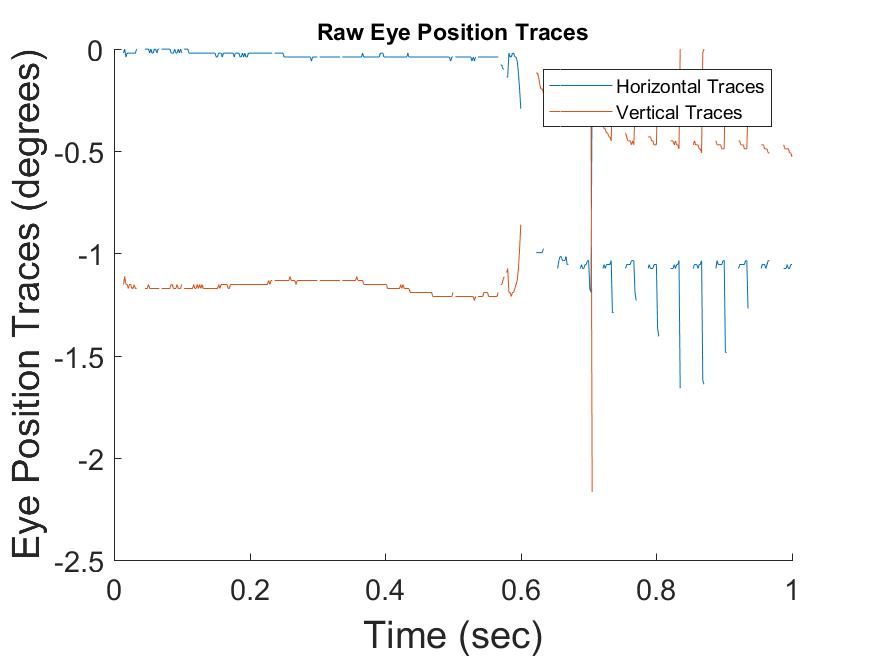 Raw Eye Position Traces
Eye Position Traces (degrees)
0
-0.5
-1
-1.5
-2
-2.5
Horizontal Traces
Vertical Traces
0
0.2
0.4
0.6
0.8
1
Time (sec)